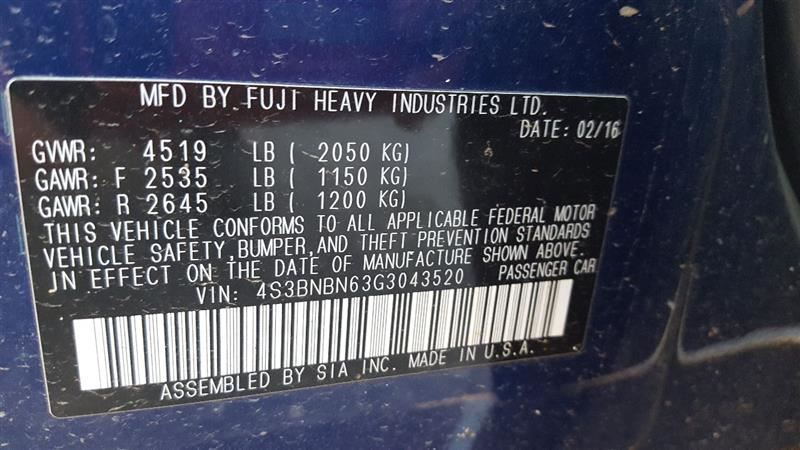 MFD BY FUJI HEAVY INDUSTRIES LTD.
DATE: 02/16
GVWR: 4519 LB ( 2050 KG)
GAWR: F 2535 LB ( 1150 KG)
GAWR: R 2645 LB ( 1200 KG)
THIS VEHICLE CONFORMS TO ALL APPLICABLE FEDERAL MOTOR
VEHICLE SAFETY, BUMPER, AND THEFT PREVENTION STANDARDS
IN EFFECT ON THE DATE OF MANUFACTURE SHOWN ABOVE.
VIN: 4S3BNBN63G3043520 PASSENGER CAR
ASSEMBLED BY SIA INC. MADE IN U.S.A.